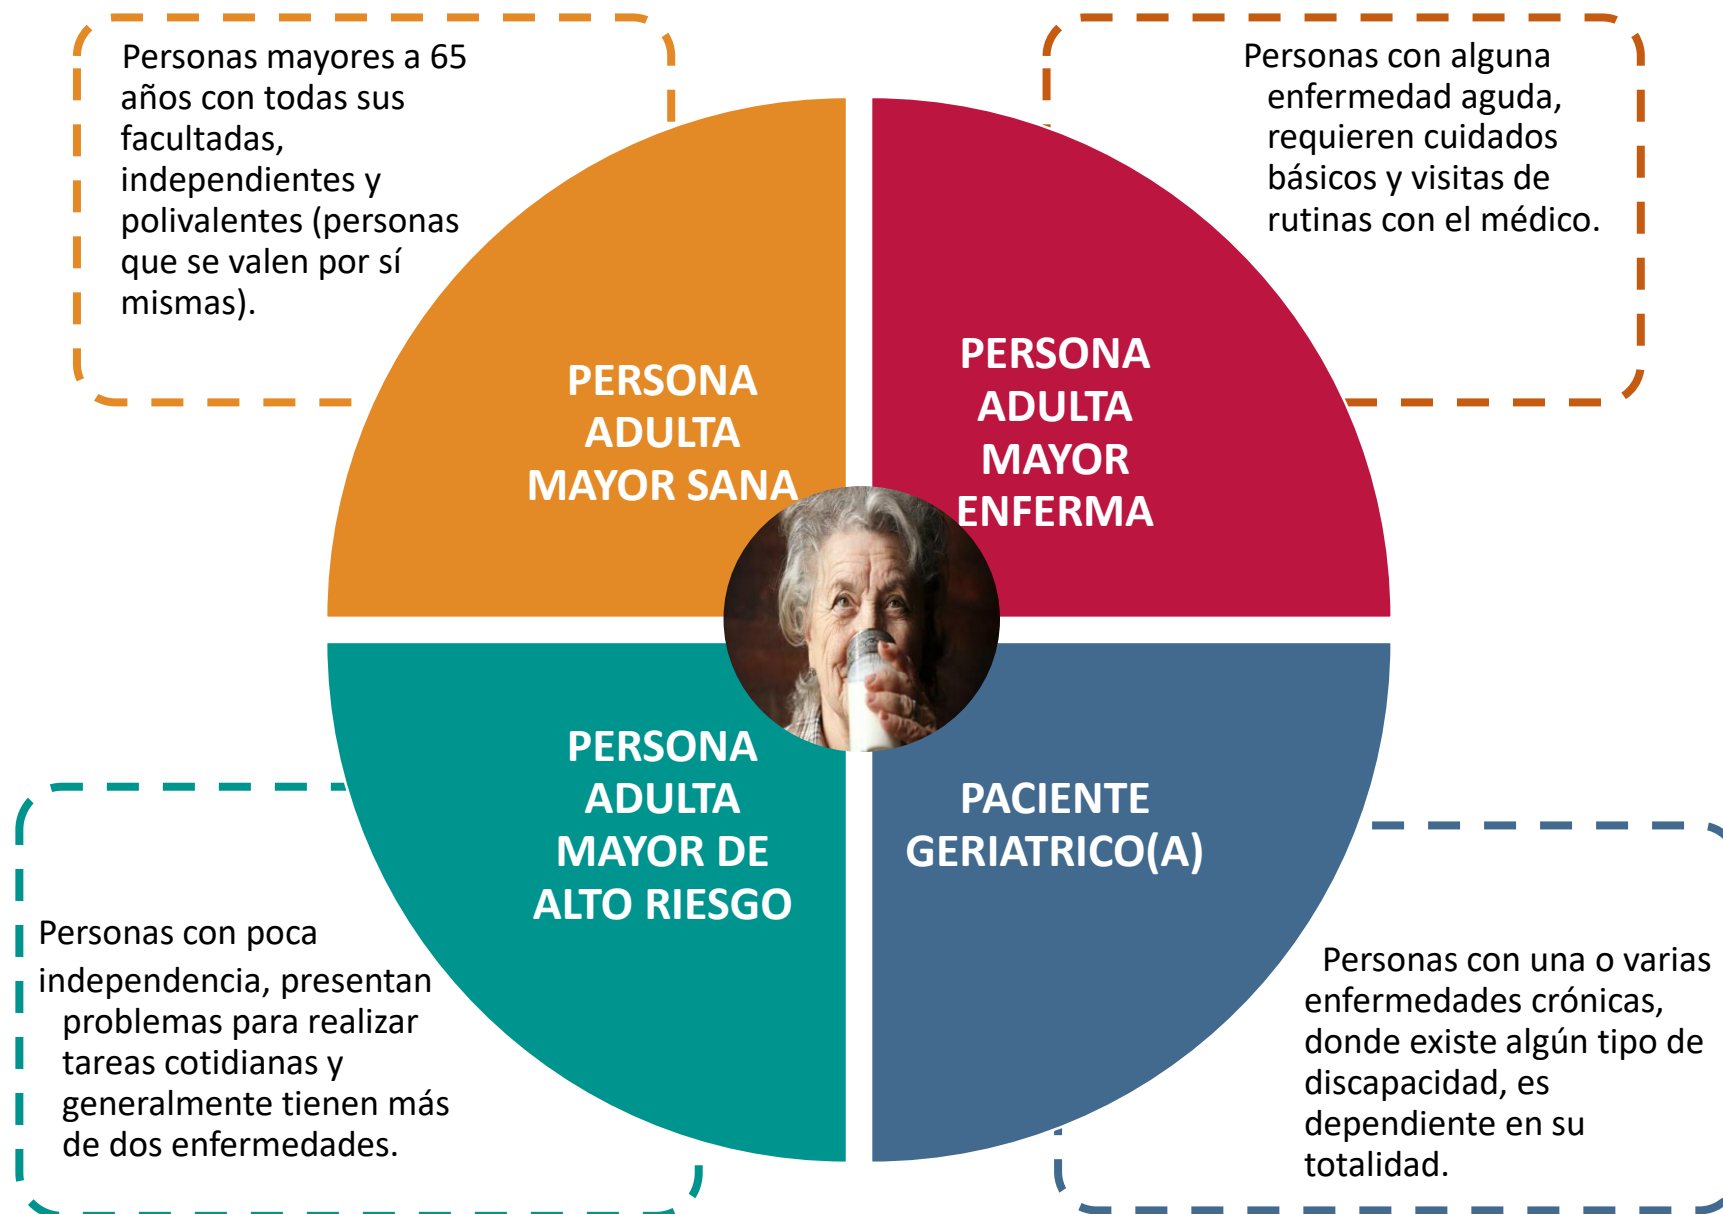 Personas mayores a 65
años con todas sus
facultadas,
independientes y
polivalentes (personas
que se valen por sí
mismas).
Personas con alguna
enfermedad aguda,
requieren cuidados
básicos y visitas de
rutinas con el médico.
PERSONA
ADULTA
MAYOR SANA
PERSONA
ADULTA
MAYOR
ENFERMA
PERSONA
ADULTA
MAYOR DE
ALTO RIESGO
PACIENTE
GERIATRICO(A)
Personas con poca
independencia, presentan
problemas para realizar
tareas cotidianas y
generalmente tienen más
de dos enfermedades.
Personas con una o varias
enfermedades crónicas,
donde existe algún tipo de
discapacidad, es
dependiente en su
totalidad.